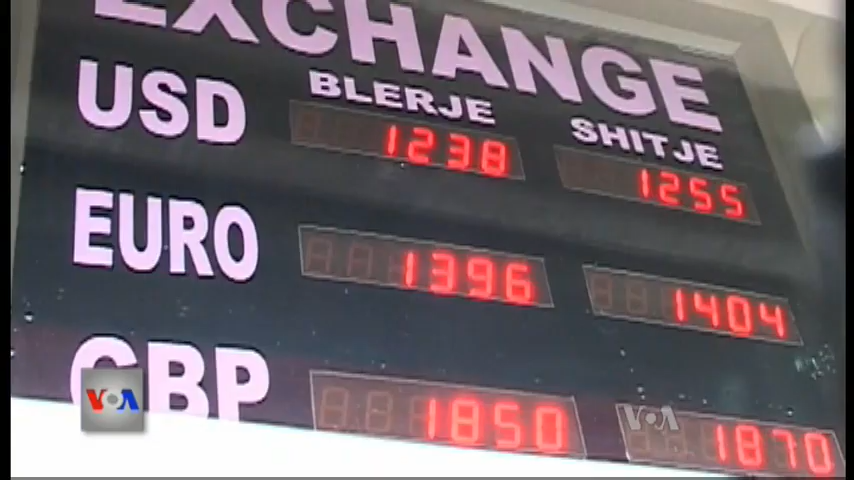 EXCHANGE
BLERJE SHITJE
USD 1238 1255
EURO 1396 1404
GBP 1850 1870
VOA VOA